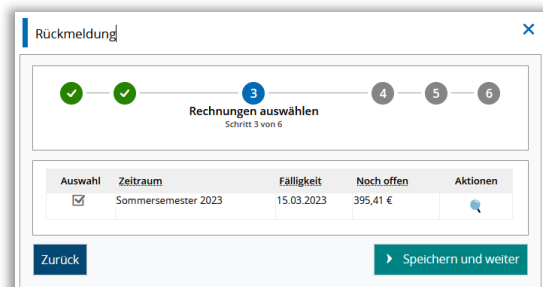 Rückmeldung
3
4
5
6
Rechnungen auswählen
Schritt 3 von 6
Auswahl Zeitraum Fälligkeit Noch offen Aktionen
Sommersemester 2023 15.03.2023 395,41 €
Zurück
Speichern und weiter